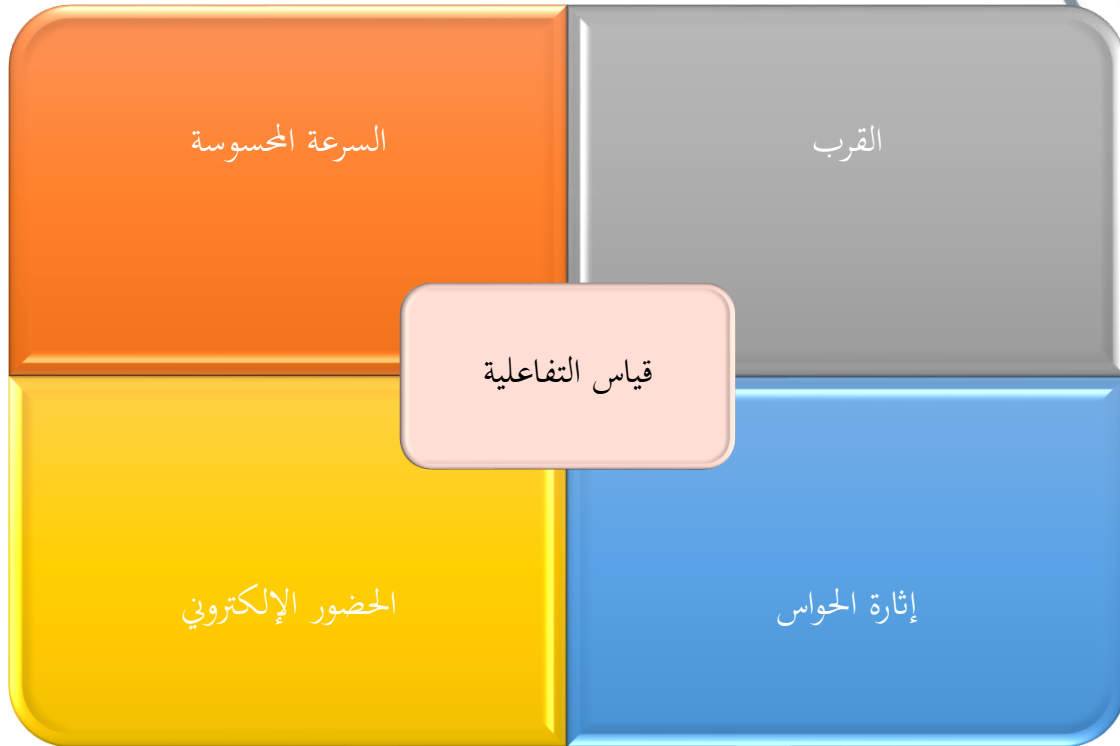 القرب
السرعة المحسوسة
قياس التفاعلية
إثارة الحواس
الحضور الإلكتروني